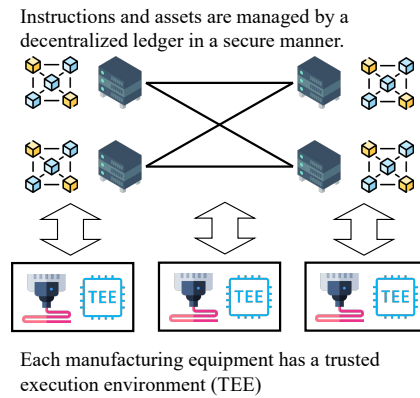 Instructions and assets are managed by a
decentralized ledger in a secure manner.
TEE
TEE
TEE
Each manufacturing equipment has a trusted
execution environment (TEE)